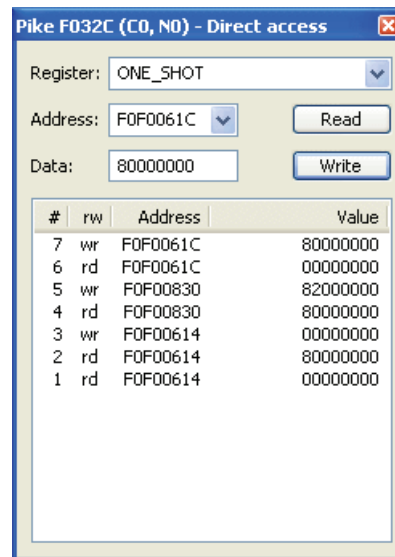 Pike F032C (C0, N0) - Direct access
Register: ONE_SHOT
Address: F0F0061C Read
Data: 80000000 Write
# rw Address Value
7 wr F0F0061C 80000000
6 rd F0F0061C 00000000
5 wr F0F00830 82000000
4 rd F0F00830 80000000
3 wr F0F00614 00000000
2 rd F0F00614 80000000
1 rd F0F00614 00000000